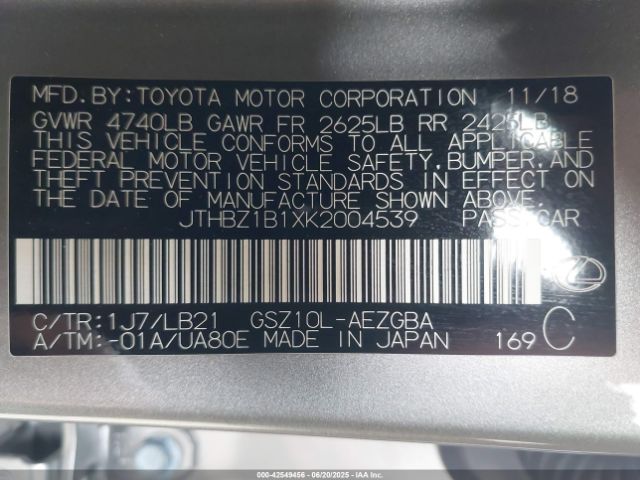 MFD.BY:TOYOTA MOTOR CORPORATION 11/18
GVWR 4740LB GAWR FR 2625LB RR 2425LB
THIS VEHICLE CONFORMS TO ALL APPLICABLE
FEDERAL MOTOR VEHICLE SAFETY,BUMPER,AND
THEFT PREVENTION STANDARDS IN EFFECT ON
THE DATE OF MANUFACTURE SHOWN ABOVE.
JTHBZ1B1XK2004539 PASS.CAR
C/TR:1J7/LB21 GSZ10L-AEZGBA
A/TM:-01A/UA80E MADE IN JAPAN 169 C
000-42549456 | 06/20/2025 | IAAI.COM